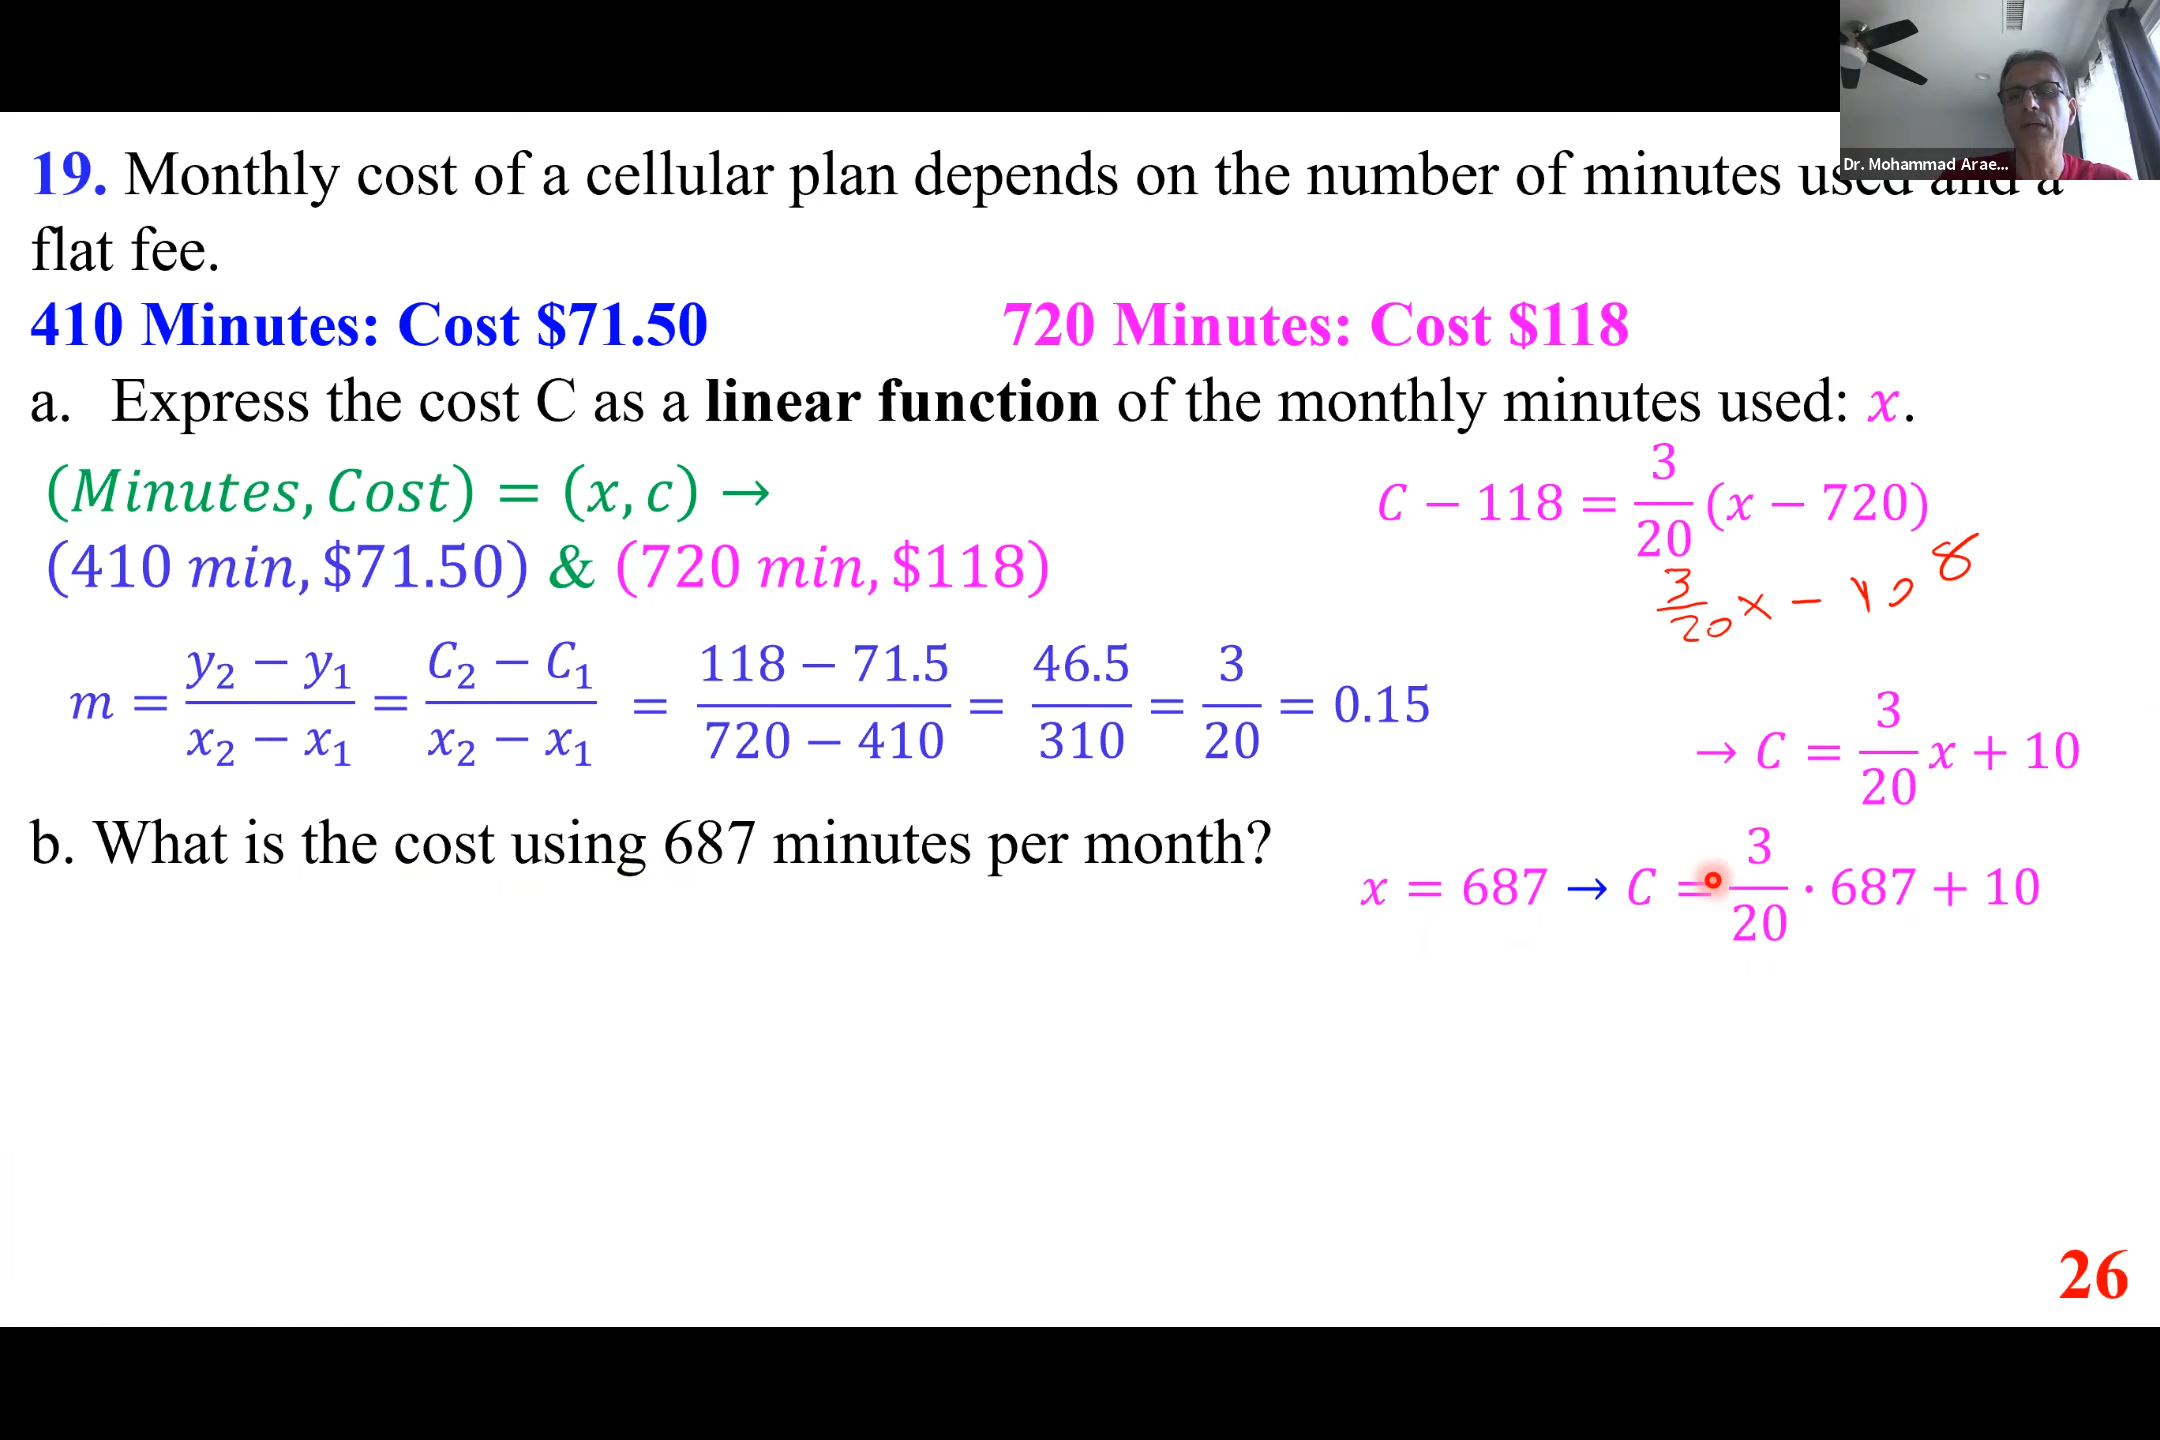 Dr. Mohammad Arae...
19. Monthly cost of a cellular plan depends on the number of minutes used and a
flat fee.
410 Minutes: Cost $71.50 720 Minutes: Cost $118
a. Express the cost C as a linear function of the monthly minutes used: x.
(Minutes, Cost) = (x, c) →
C − 118 = 3/20 (x − 720)
(410 min, $71.50) & (720 min, $118)
3/20 x − 108
m = (y₂ − y₁)/(x₂ − x₁) = (C₂ − C₁)/(x₂ − x₁) = (118 − 71.5)/(720 − 410) = 46.5/310 = 3/20 = 0.15
→ C = 3/20 x + 10
b. What is the cost using 687 minutes per month?
x = 687 → C = 3/20 · 687 + 10
26